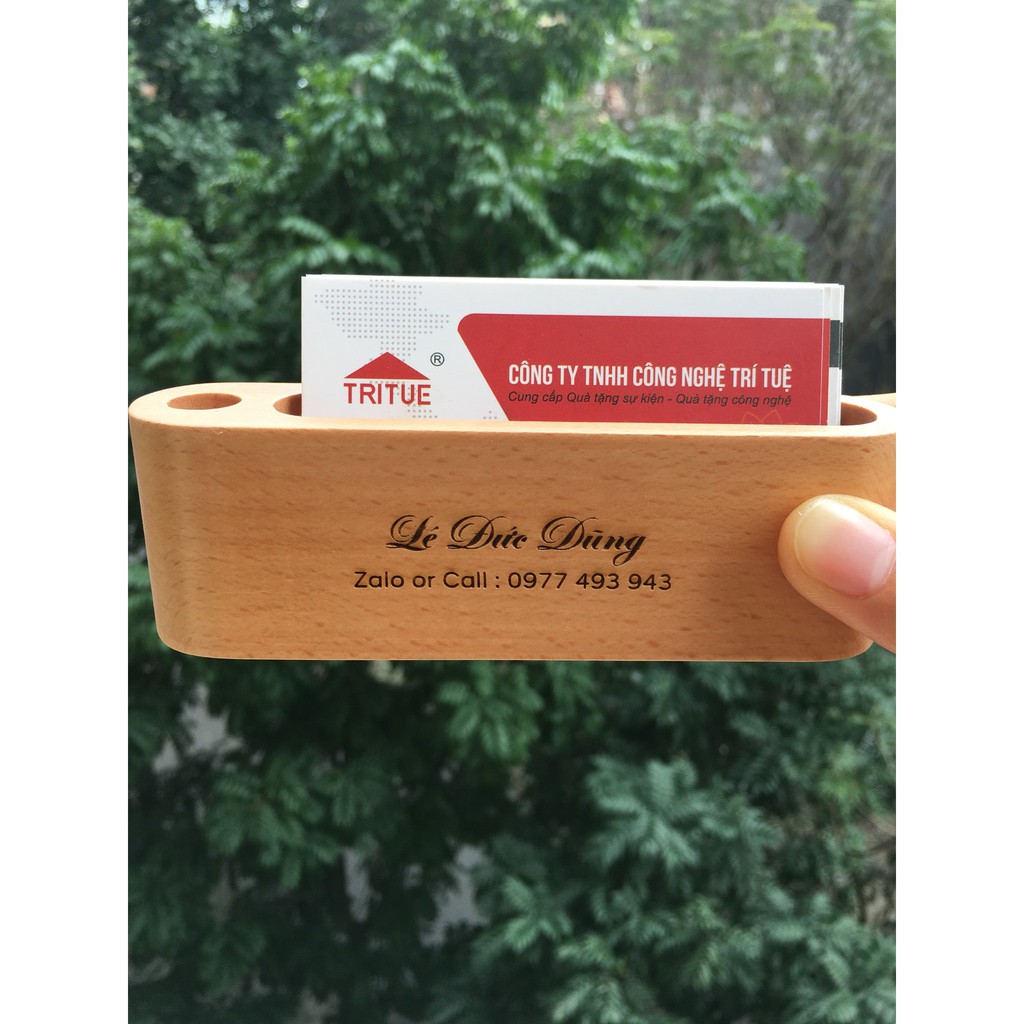 TRITUE ®
CÔNG TY TNHH CÔNG NGHỆ TRÍ TUỆ
Cung cấp Quà tặng sự kiện - Quà tặng công nghệ
Lé Đức Dũng
Zalo or Call : 0977 493 943